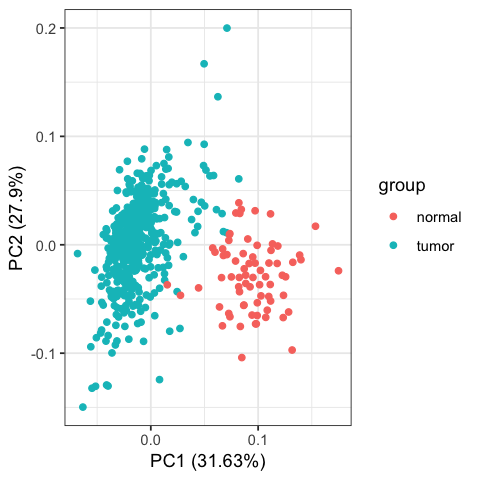 0.2
0.1
0.0
-0.1
PC2 (27.9%)
0.0
0.1
PC1 (31.63%)
group
normal
tumor